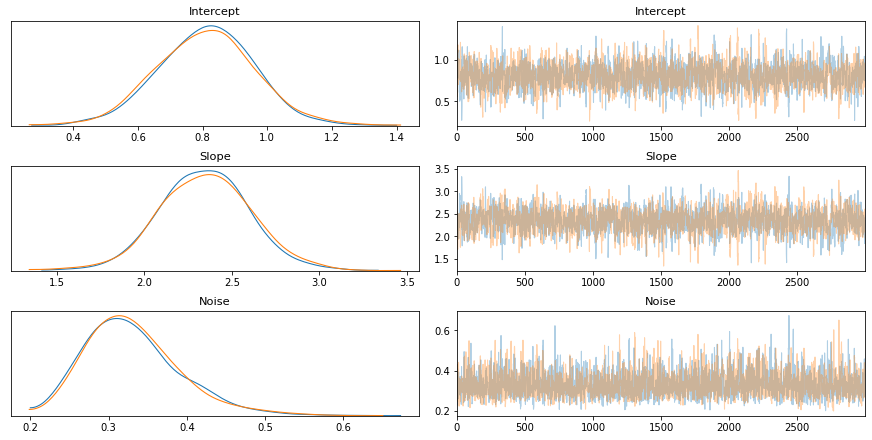 Intercept
0.4 0.6 0.8 1.0 1.2 1.4
Intercept
1.0
0.5
0 500 1000 1500 2000 2500
Slope
1.5 2.0 2.5 3.0 3.5
Slope
3.5
3.0
2.5
2.0
1.5
0 500 1000 1500 2000 2500
Noise
0.2 0.3 0.4 0.5 0.6
Noise
0.6
0.4
0.2
0 500 1000 1500 2000 2500